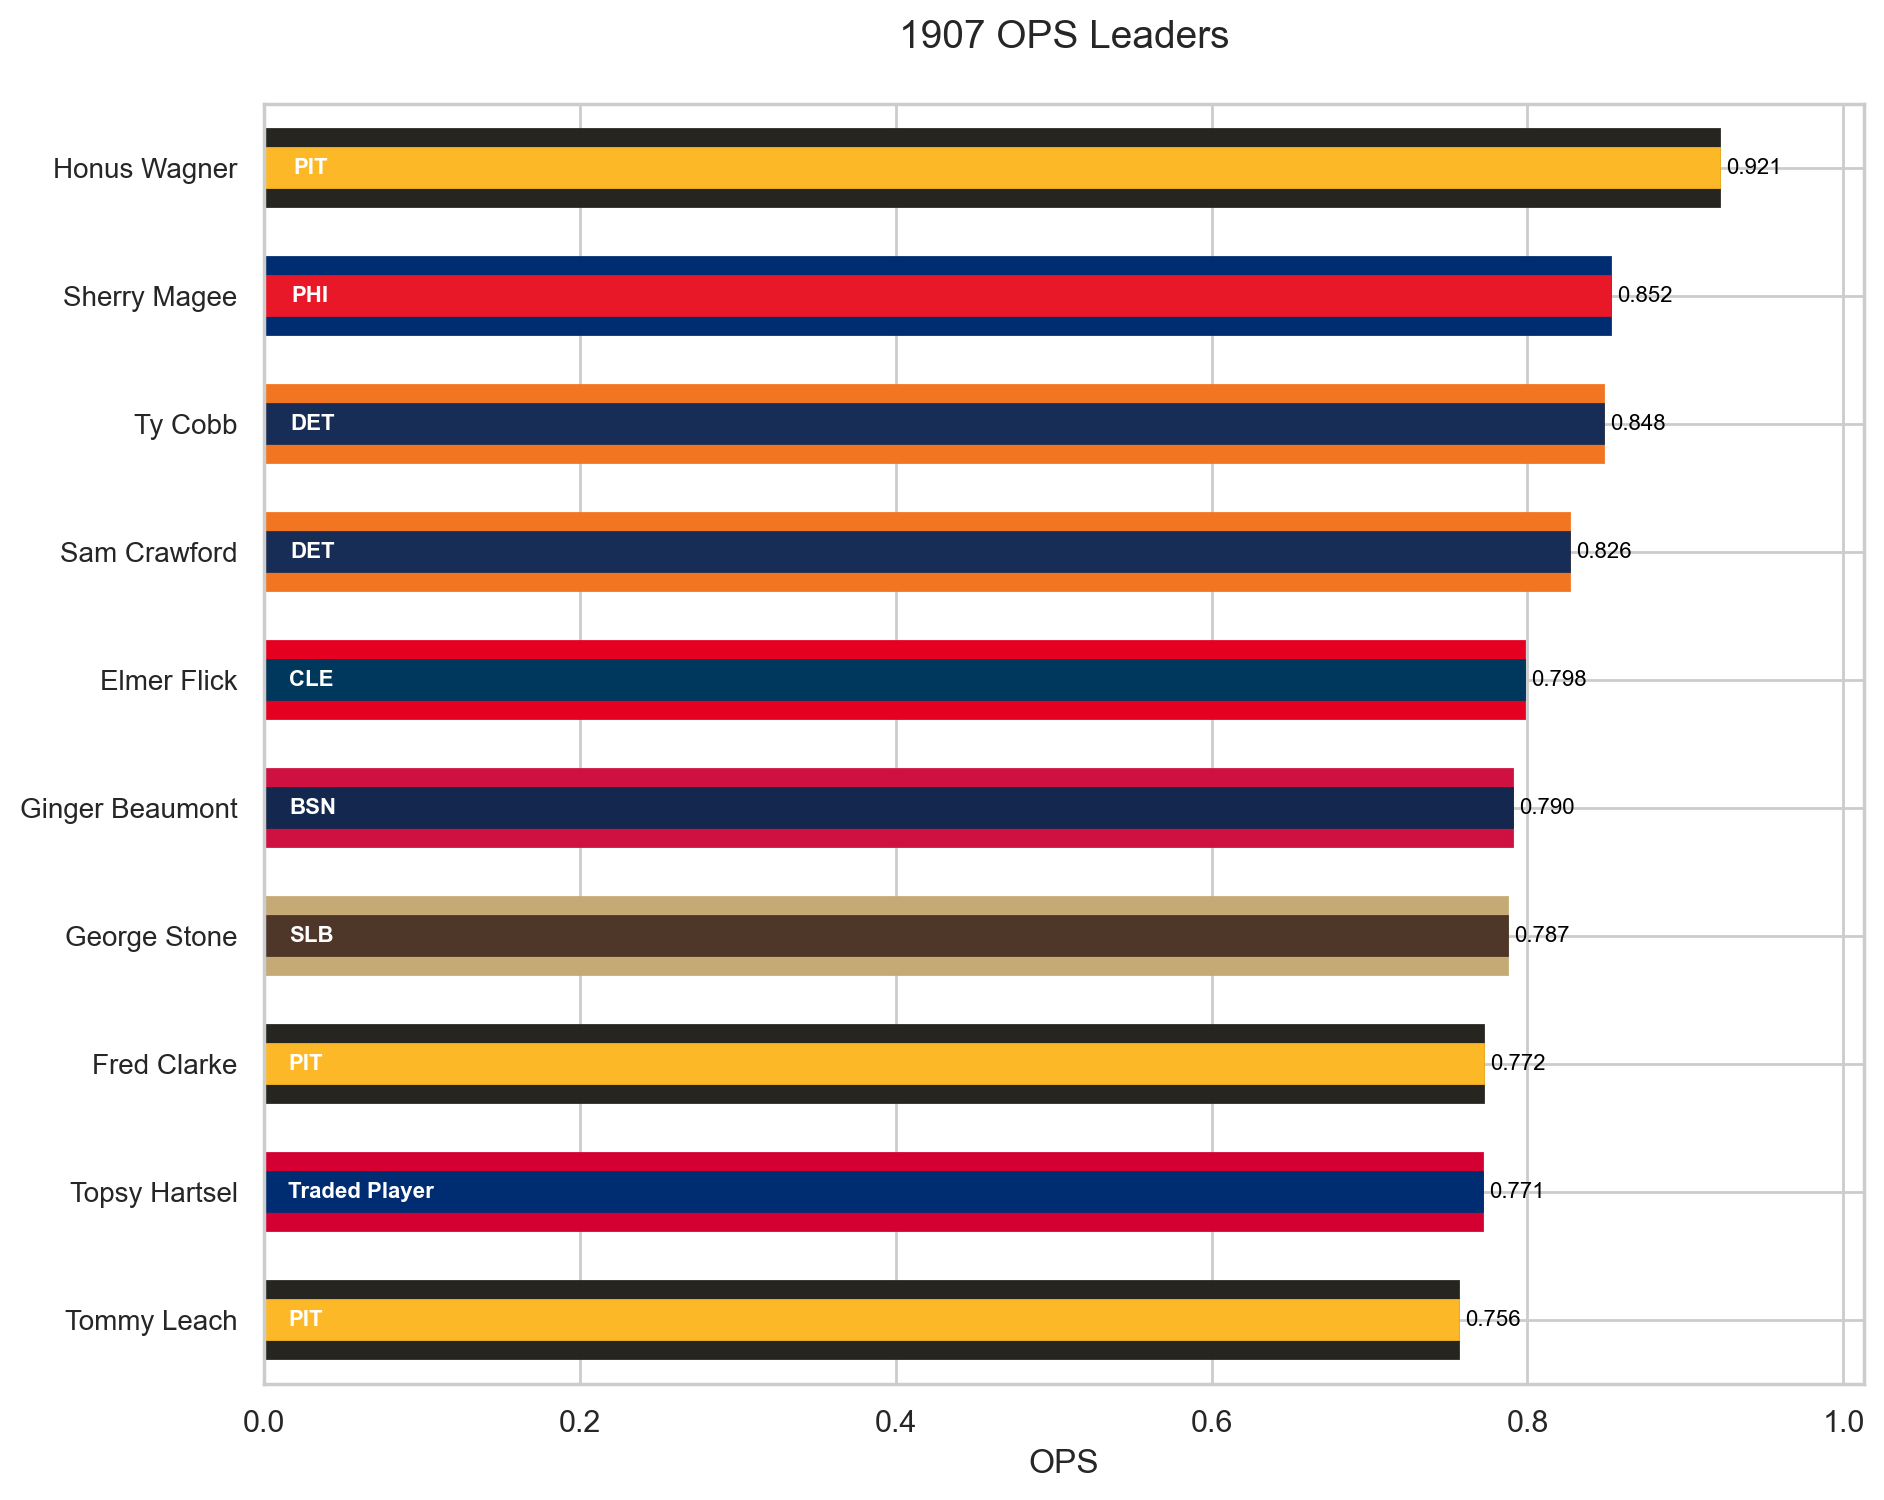 1907 OPS Leaders
Honus Wagner PIT 0.921
Sherry Magee PHI 0.852
Ty Cobb DET 0.848
Sam Crawford DET 0.826
Elmer Flick CLE 0.798
Ginger Beaumont BSN 0.790
George Stone SLB 0.787
Fred Clarke PIT 0.772
Topsy Hartsel Traded Player 0.771
Tommy Leach PIT 0.756
0.0 0.2 0.4 0.6 0.8 1.0
OPS